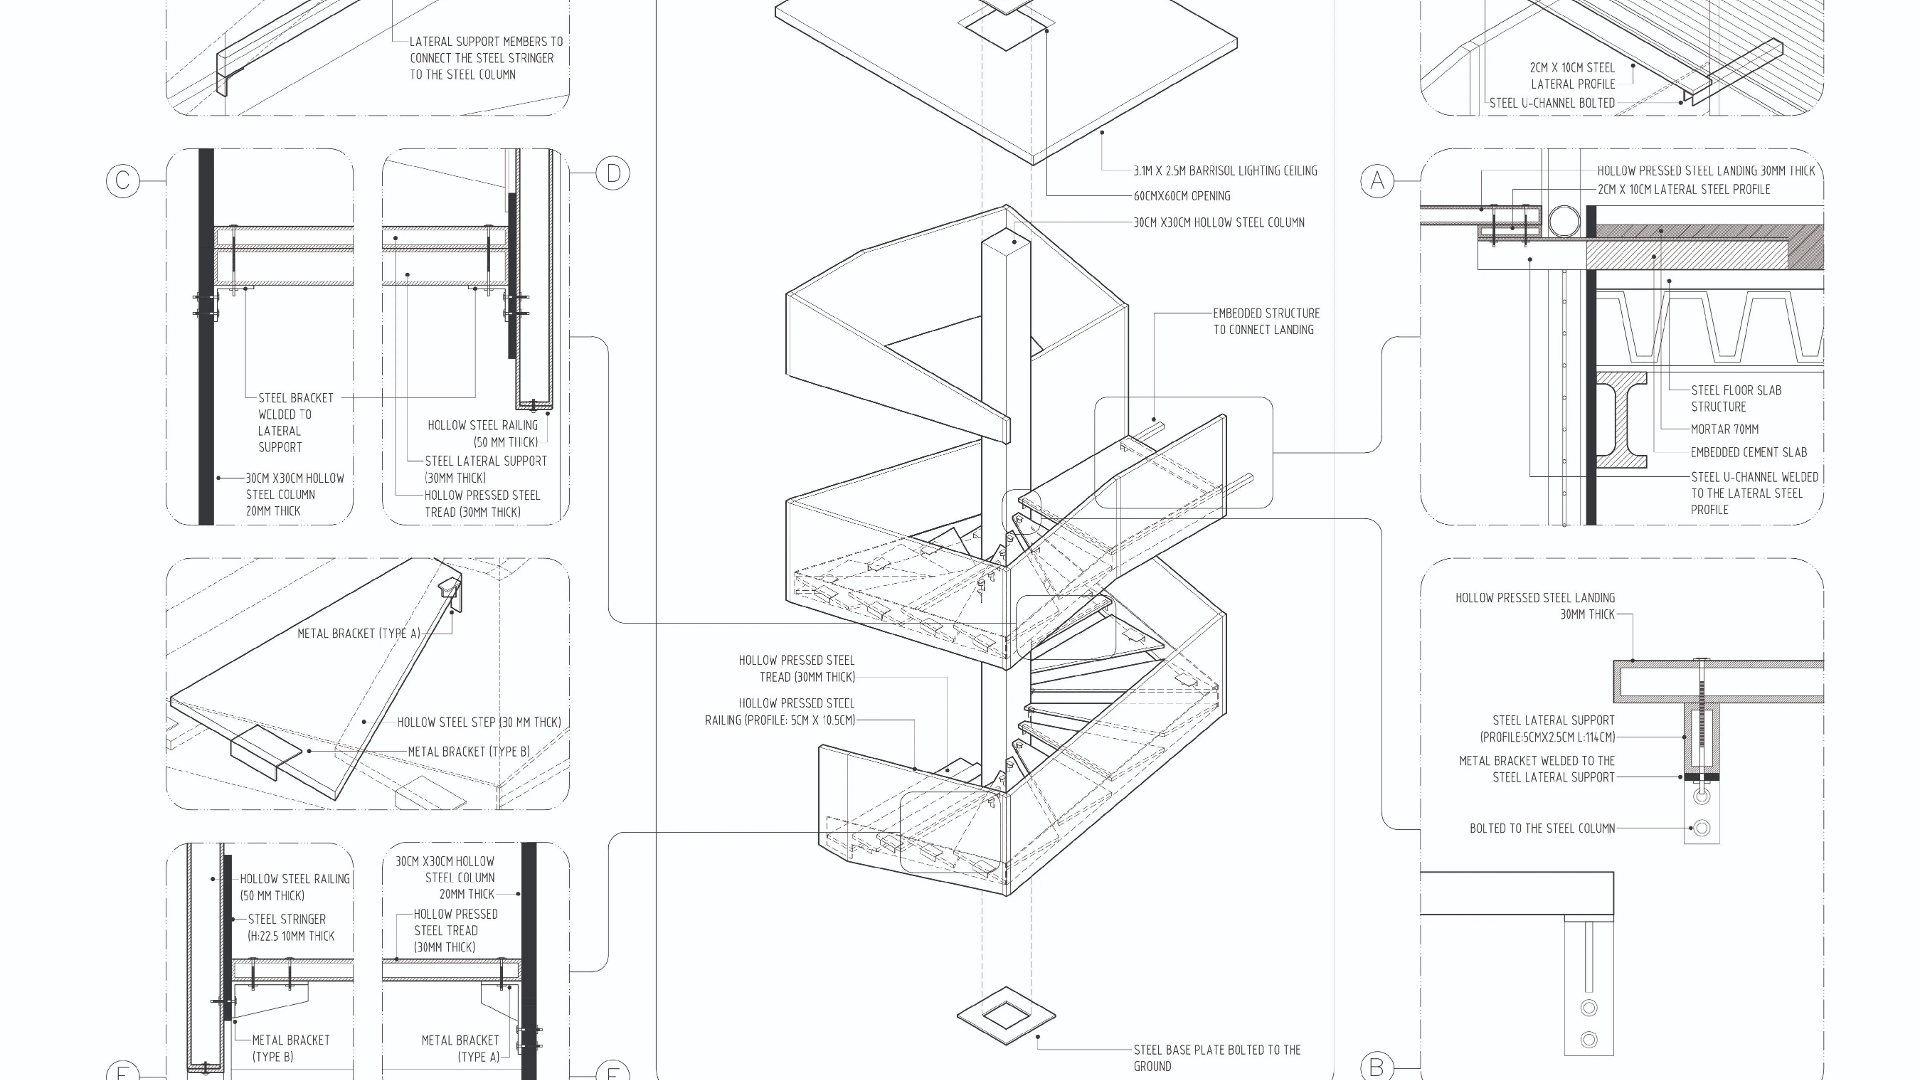 LATERAL SUPPORT MEMBERS TO
CONNECT THE STEEL STRINGER
TO THE STEEL COLUMN
C
D
STEEL BRACKET
WELDED TO
LATERAL
SUPPORT
30CM X30CM HOLLOW
STEEL COLUMN
20MM THICK
HOLLOW STEEL RAILING
(50 MM THICK)
STEEL LATERAL SUPPORT
(30MM THICK)
HOLLOW PRESSED STEEL
TREAD (30MM THICK)
METAL BRACKET (TYPE A)
HOLLOW STEEL STEP (30 MM THCK)
METAL BRACKET (TYPE B)
HOLLOW STEEL RAILING
(50 MM THICK)
STEEL STRINGER
(H:22.5 10MM THICK
METAL BRACKET
(TYPE B)
30CM X30CM HOLLOW
STEEL COLUMN
20MM THICK
HOLLOW PRESSED
STEEL TREAD
(30MM THICK)
METAL BRACKET
(TYPE A)
3.1M X 2.5M BARRISOL LIGHTING CEILING
60CMX60CM OPENING
30CM X30CM HOLLOW STEEL COLUMN
EMBEDDED STRUCTURE
TO CONNECT LANDING
HOLLOW PRESSED STEEL
TREAD (30MM THICK)
HOLLOW PRESSED STEEL
RAILING (PROFILE: 5CM X 10.5CM)
STEEL BASE PLATE BOLTED TO THE
GROUND
2CM X 10CM STEEL
LATERAL PROFILE
STEEL U-CHANNEL BOLTED
A
HOLLOW PRESSED STEEL LANDING 30MM THICK
2CM X 10CM LATERAL STEEL PROFILE
STEEL FLOOR SLAB
STRUCTURE
MORTAR 70MM
EMBEDDED CEMENT SLAB
STEEL U-CHANNEL WELDED
TO THE LATERAL STEEL
PROFILE
HOLLOW PRESSED STEEL LANDING
30MM THICK
STEEL LATERAL SUPPORT
(PROFILE:5CMX2.5CM L:114CM)
METAL BRACKET WELDED TO THE
STEEL LATERAL SUPPORT
BOLTED TO THE STEEL COLUMN
B